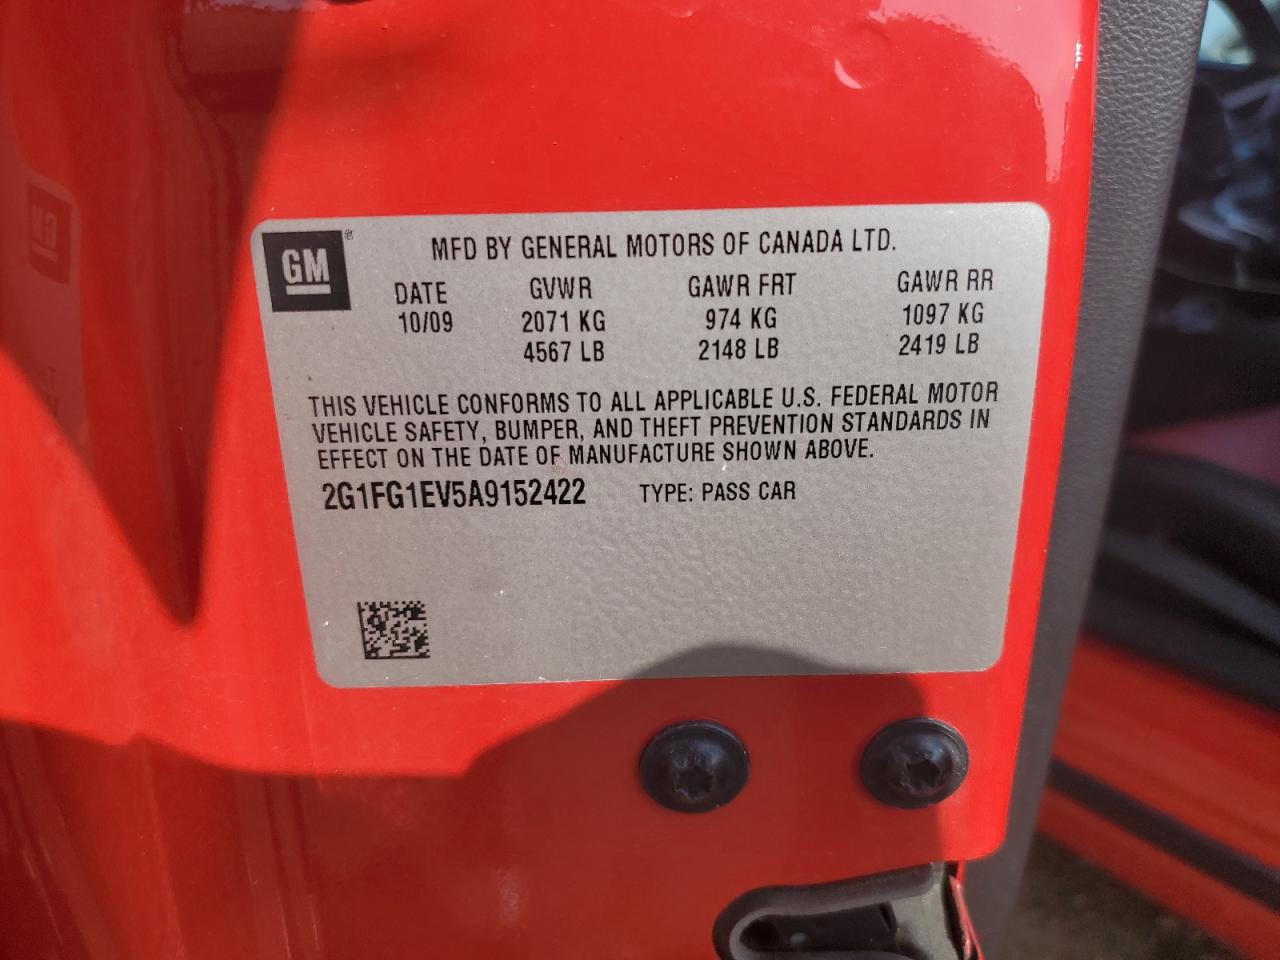 GM®
MFD BY GENERAL MOTORS OF CANADA LTD.
DATE GVWR GAWR FRT GAWR RR
10/09 2071 KG 974 KG 1097 KG
4567 LB 2148 LB 2419 LB
THIS VEHICLE CONFORMS TO ALL APPLICABLE U.S. FEDERAL MOTOR
VEHICLE SAFETY, BUMPER, AND THEFT PREVENTION STANDARDS IN
EFFECT ON THE DATE OF MANUFACTURE SHOWN ABOVE.
2G1FG1EV5A9152422 TYPE: PASS CAR